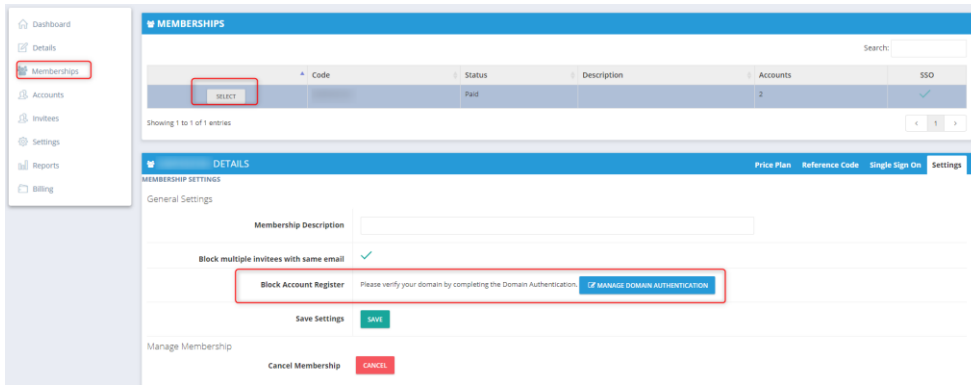 Dashboard
Details
Memberships
Accounts
Invitees
Settings
Reports
Billing
MEMBERSHIPS
Search:
Code Status Description Accounts SSO
SELECT Paid 2
Showing 1 to 1 of 1 entries
< 1 >
DETAILS Price Plan Reference Code Single Sign On Settings
MEMBERSHIP SETTINGS
General Settings
Membership Description
Block multiple invitees with same email
Block Account Register Please verify your domain by completing the Domain Authentication. MANAGE DOMAIN AUTHENTICATION
Save Settings SAVE
Manage Membership
Cancel Membership CANCEL